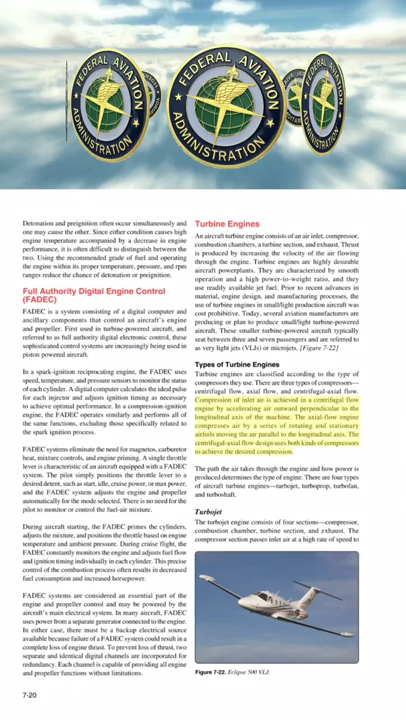 FEDERAL AVIATION
ADMINISTRATION
FEDERAL AVIATION
ADMINISTRATION
FEDERAL AVIATION
ADMINISTRATION
Detonation and preignition often occur simultaneously and
one may cause the other. Since either condition causes high
engine temperature accompanied by a decrease in engine
performance, it is often difficult to distinguish between the
two. Using the recommended grade of fuel and operating
the engine within its proper temperature, pressure, and rpm
ranges reduce the chance of detonation or preignition.
Full Authority Digital Engine Control
(FADEC)
FADEC is a system consisting of a digital computer and
ancillary components that control an aircraft's engine
and propeller. First used in turbine-powered aircraft, and
referred to as full authority digital electronic control, these
sophisticated control systems are increasingly being used in
piston powered aircraft.
In a spark-ignition reciprocating engine, the FADEC uses
speed, temperature, and pressure sensors to monitor the status
of each cylinder. A digital computer calculates the ideal pulse
for each injector and adjusts ignition timing as necessary
to achieve optimal performance. In a compression-ignition
engine, the FADEC operates similarly and performs all of
the same functions, excluding those specifically related to
the spark ignition process.
FADEC systems eliminate the need for magnetos, carburetor
heat, mixture controls, and engine priming. A single throttle
lever is characteristic of an aircraft equipped with a FADEC
system. The pilot simply positions the throttle lever to a
desired detent, such as start, idle, cruise power, or max power,
and the FADEC system adjusts the engine and propeller
automatically for the mode selected. There is no need for the
pilot to monitor or control the fuel-air mixture.
During aircraft starting, the FADEC primes the cylinders,
adjusts the mixture, and positions the throttle based on engine
temperature and ambient pressure. During cruise flight, the
FADEC constantly monitors the engine and adjusts fuel flow
and ignition timing individually in each cylinder. This precise
control of the combustion process often results in decreased
fuel consumption and increased horsepower.
FADEC systems are considered an essential part of the
engine and propeller control and may be powered by the
aircraft's main electrical system. In many aircraft, FADEC
uses power from a separate generator connected to the engine.
In either case, there must be a backup electrical source
available because failure of a FADEC system could result in a
complete loss of engine thrust. To prevent loss of thrust, two
separate and identical digital channels are incorporated for
redundancy. Each channel is capable of providing all engine
and propeller functions without limitations.
Turbine Engines
An aircraft turbine engine consists of an air inlet, compressor,
combustion chambers, a turbine section, and exhaust. Thrust
is produced by increasing the velocity of the air flowing
through the engine. Turbine engines are highly desirable
aircraft powerplants. They are characterized by smooth
operation and a high power-to-weight ratio, and they
use readily available jet fuel. Prior to recent advances in
material, engine design, and manufacturing processes, the
use of turbine engines in small/light production aircraft was
cost prohibitive. Today, several aviation manufacturers are
producing or plan to produce small/light turbine-powered
aircraft. These smaller turbine-powered aircraft typically
seat between three and seven passengers and are referred to
as very light jets (VLJs) or microjets. [Figure 7-22]
Types of Turbine Engines
Turbine engines are classified according to the type of
compressors they use. There are three types of compressors—
centrifugal flow, axial flow, and centrifugal-axial flow.
Compression of inlet air is achieved in a centrifugal flow
engine by accelerating air outward perpendicular to the
longitudinal axis of the machine. The axial-flow engine
compresses air by a series of rotating and stationary
airfoils moving the air parallel to the longitudinal axis. The
centrifugal-axial flow design uses both kinds of compressors
to achieve the desired compression.
The path the air takes through the engine and how power is
produced determines the type of engine. There are four types
of aircraft turbine engines—turbojet, turboprop, turbofan,
and turboshaft.
Turbojet
The turbojet engine consists of four sections—compressor,
combustion chamber, turbine section, and exhaust. The
compressor section passes inlet air at a high rate of speed to
Figure 7-22. Eclipse 500 VLJ.
7-20